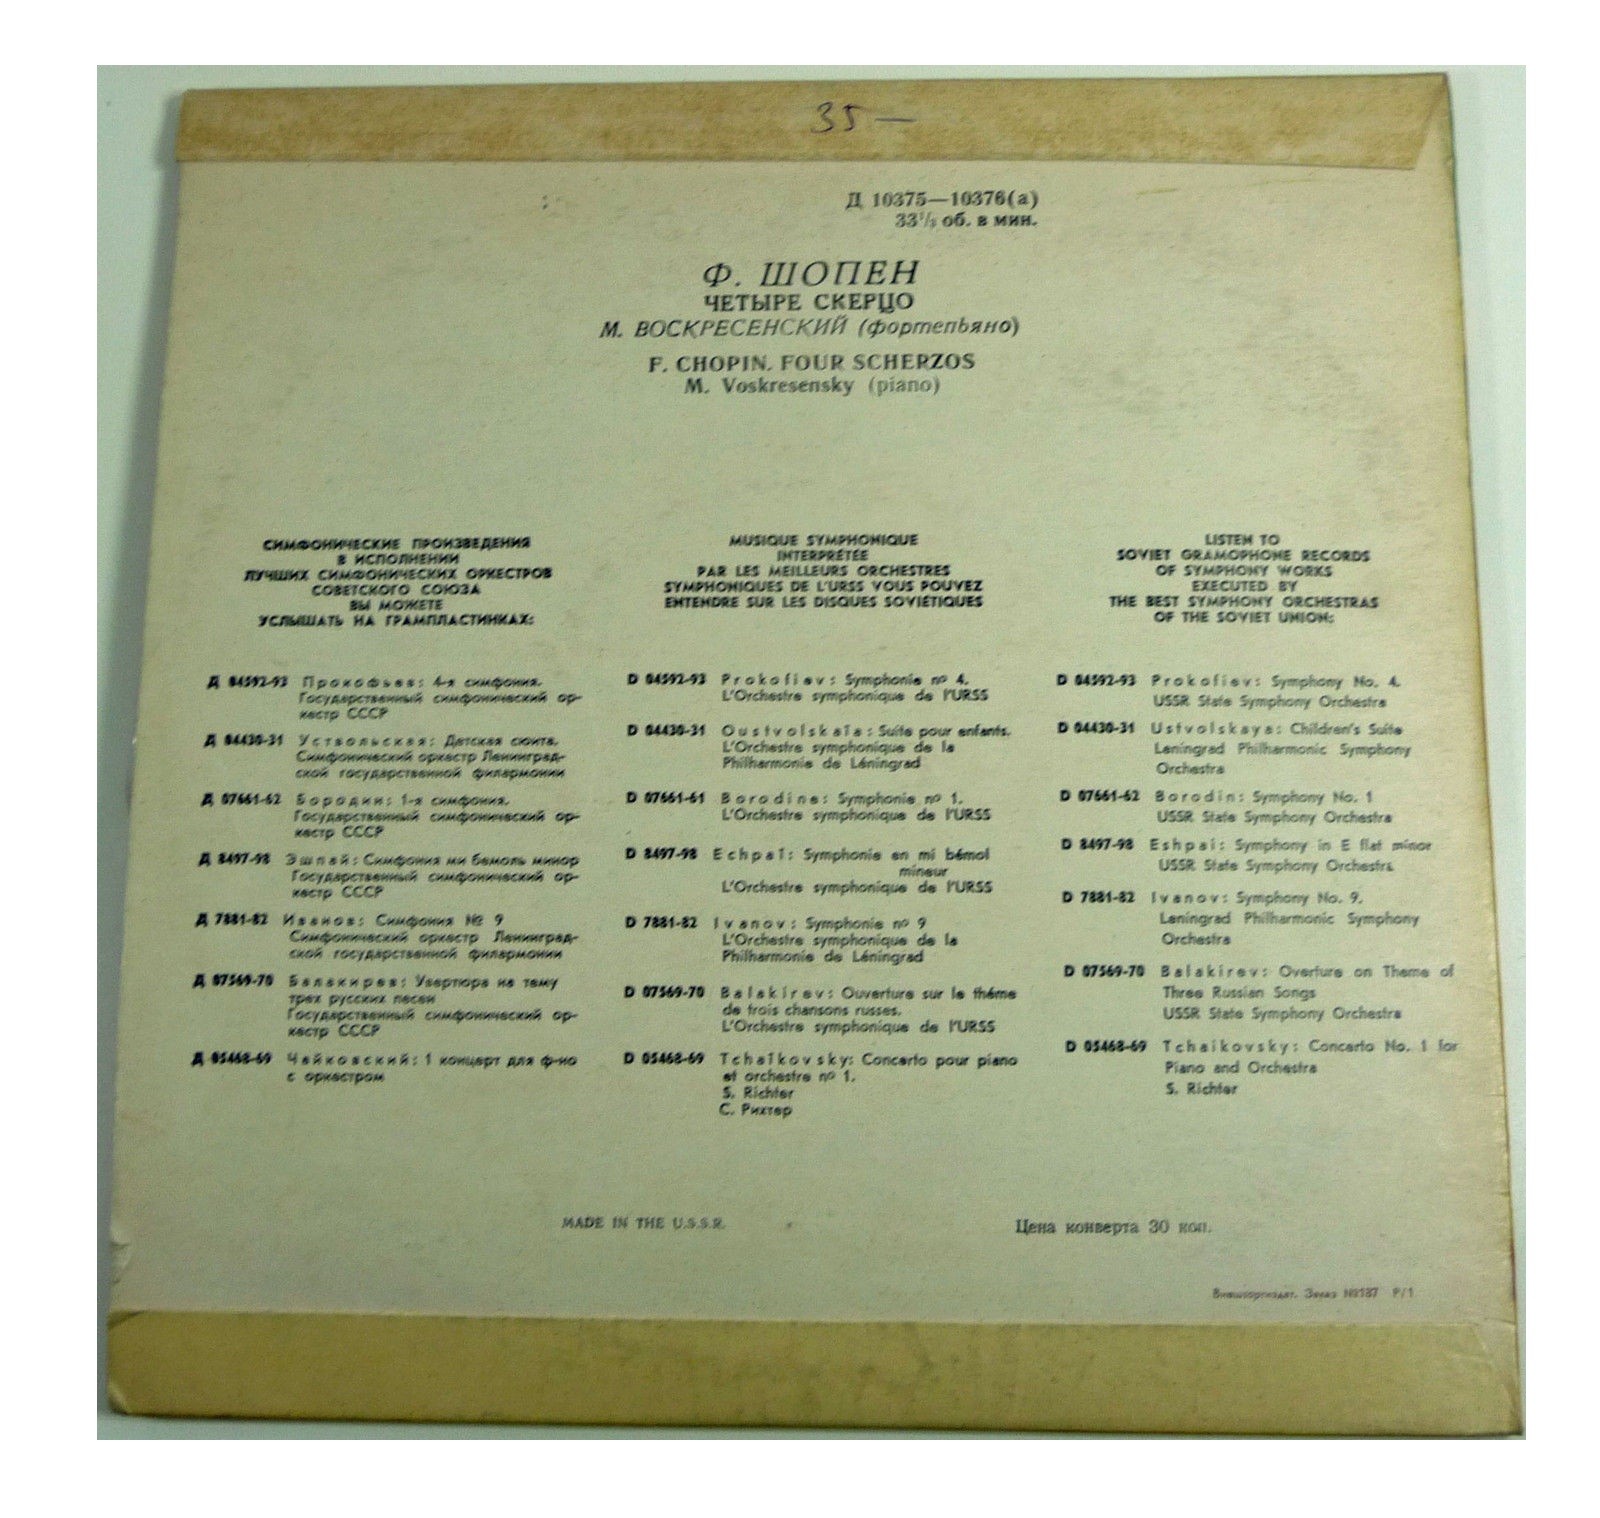 35 —
Д 10375—10376(а)
33⅓ об. в мин.
Ф. ШОПЕН
ЧЕТЫРЕ СКЕРЦО
М. ВОСКРЕСЕНСКИЙ (фортепьяно)
F. CHOPIN. FOUR SCHERZOS
M. Voskresensky (piano)
СИМФОНИЧЕСКИЕ ПРОИЗВЕДЕНИЯ
В ИСПОЛНЕНИИ
ЛУЧШИХ СИМФОНИЧЕСКИХ ОРКЕСТРОВ
СОВЕТСКОГО СОЮЗА
ВЫ МОЖЕТЕ
УСЛЫШАТЬ НА ГРАМПЛАСТИНКАХ:
Д 04592-93 Прокофьев: 4-я симфония.
Государственный симфонический ор-
кестр СССР
Д 04430-31 Уствольская: Детская сюита.
Симфонический оркестр Ленинград-
ской государственной филармонии
Д 07661-62 Бородин: 1-я симфония.
Государственный симфонический ор-
кестр СССР
Д 8497-98 Эшпай: Симфония ми бемоль минор
Государственный симфонический ор-
кестр СССР
Д 7881-82 Иванов: Симфония № 9
Симфонический оркестр Ленинград-
ской государственной филармонии
Д 07569-70 Балакирев: Увертюра на тему
трех русских песен
Государственный симфонический ор-
кестр СССР
Д 05468-69 Чайковский: 1 концерт для ф-но
с оркестром
MUSIQUE SYMPHONIQUE
INTERPRÉTÉE
PAR LES MEILLEURS ORCHESTRES
SYMPHONIQUES DE L'URSS VOUS POUVEZ
ENTENDRE SUR LES DISQUES SOVIÉTIQUES
D 04592-93 Prokofiev: Symphonie nº 4.
L'Orchestre symphonique de l'URSS
D 04430-31 Oustvolskaïa: Suite pour enfants.
L'Orchestre symphonique de la
Philharmonie de Léningrad
D 07661-61 Borodine: Symphonie nº 1.
L'Orchestre symphonique de l'URSS
D 8497-98 Echpaï: Symphonie en mi bémol
mineur
L'Orchestre symphonique de l'URSS
D 7881-82 Ivanov: Symphonie nº 9
L'Orchestre symphonique de la
Philharmonie de Léningrad
D 07569-70 Balakirev: Ouverture sur le thème
de trois chansons russes.
L'Orchestre symphonique de l'URSS
D 05468-69 Tchaïkovsky: Concerto pour piano
et orchestre nº 1.
S. Richter
С. Рихтер
LISTEN TO
SOVIET GRAMOPHONE RECORDS
OF SYMPHONY WORKS
EXECUTED BY
THE BEST SYMPHONY ORCHESTRAS
OF THE SOVIET UNION:
D 04592-93 Prokofiev: Symphony No. 4.
USSR State Symphony Orchestra
D 04430-31 Ustvolskaya: Children's Suite
Leningrad Philharmonic Symphony
Orchestra
D 07661-62 Borodin: Symphony No. 1
USSR State Symphony Orchestra
D 8497-98 Eshpai: Symphony in E flat minor
USSR State Symphony Orchestra
D 7881-82 Ivanov: Symphony No. 9.
Leningrad Philharmonic Symphony
Orchestra
D 07569-70 Balakirev: Overture on Theme of
Three Russian Songs
USSR State Symphony Orchestra
D 05468-69 Tchaikovsky: Concerto No. 1 for
Piano and Orchestra
S. Richter
MADE IN THE U.S.S.R.
Цена конверта 30 коп.
Внешторгиздат. Заказ №187 Р/1